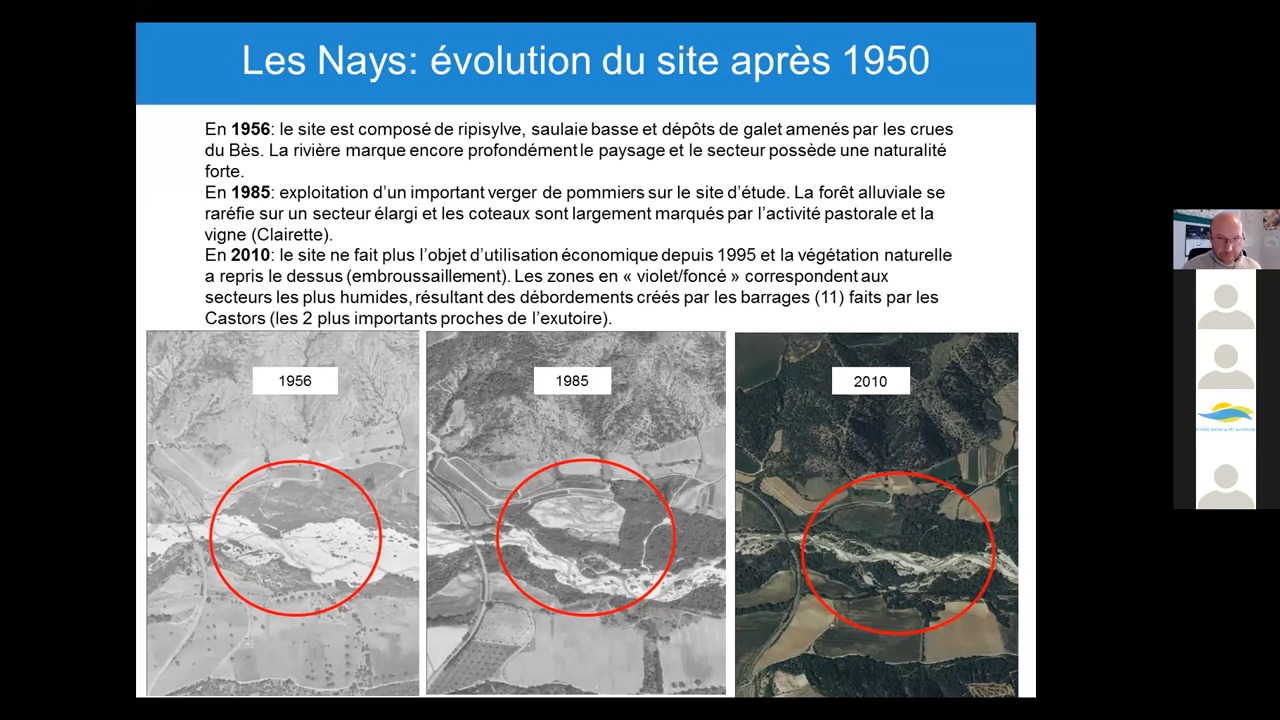 Les Nays: évolution du site après 1950
En 1956: le site est composé de ripisylve, saulaie basse et dépôts de galet amenés par les crues
du Bès. La rivière marque encore profondément le paysage et le secteur possède une naturalité
forte.
En 1985: exploitation d’un important verger de pommiers sur le site d’étude. La forêt alluviale se
raréfie sur un secteur élargi et les coteaux sont largement marqués par l’activité pastorale et la
vigne (Clairette).
En 2010: le site ne fait plus l’objet d’utilisation économique depuis 1995 et la végétation naturelle
a repris le dessus (embroussaillement). Les zones en « violet/foncé » correspondent aux
secteurs les plus humides, résultant des débordements créés par les barrages (11) faits par les
Castors (les 2 plus importants proches de l’exutoire).
1956
1985
2010